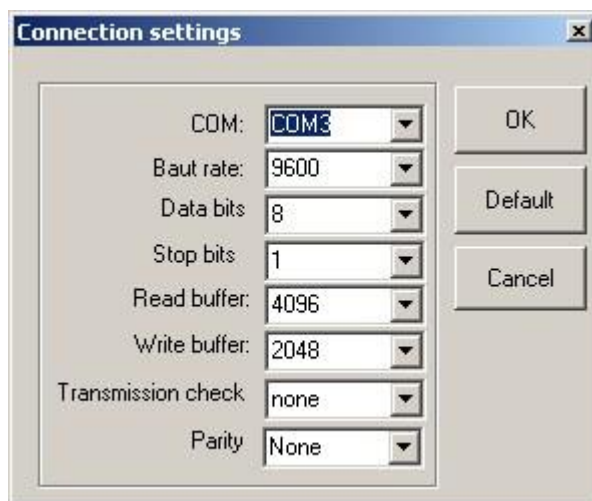 Connection settings
COM: COM3
OK
Baut rate: 9600
Data bits 8
Default
Stop bits 1
Cancel
Read buffer: 4096
Write buffer: 2048
Transmission check none
Parity None